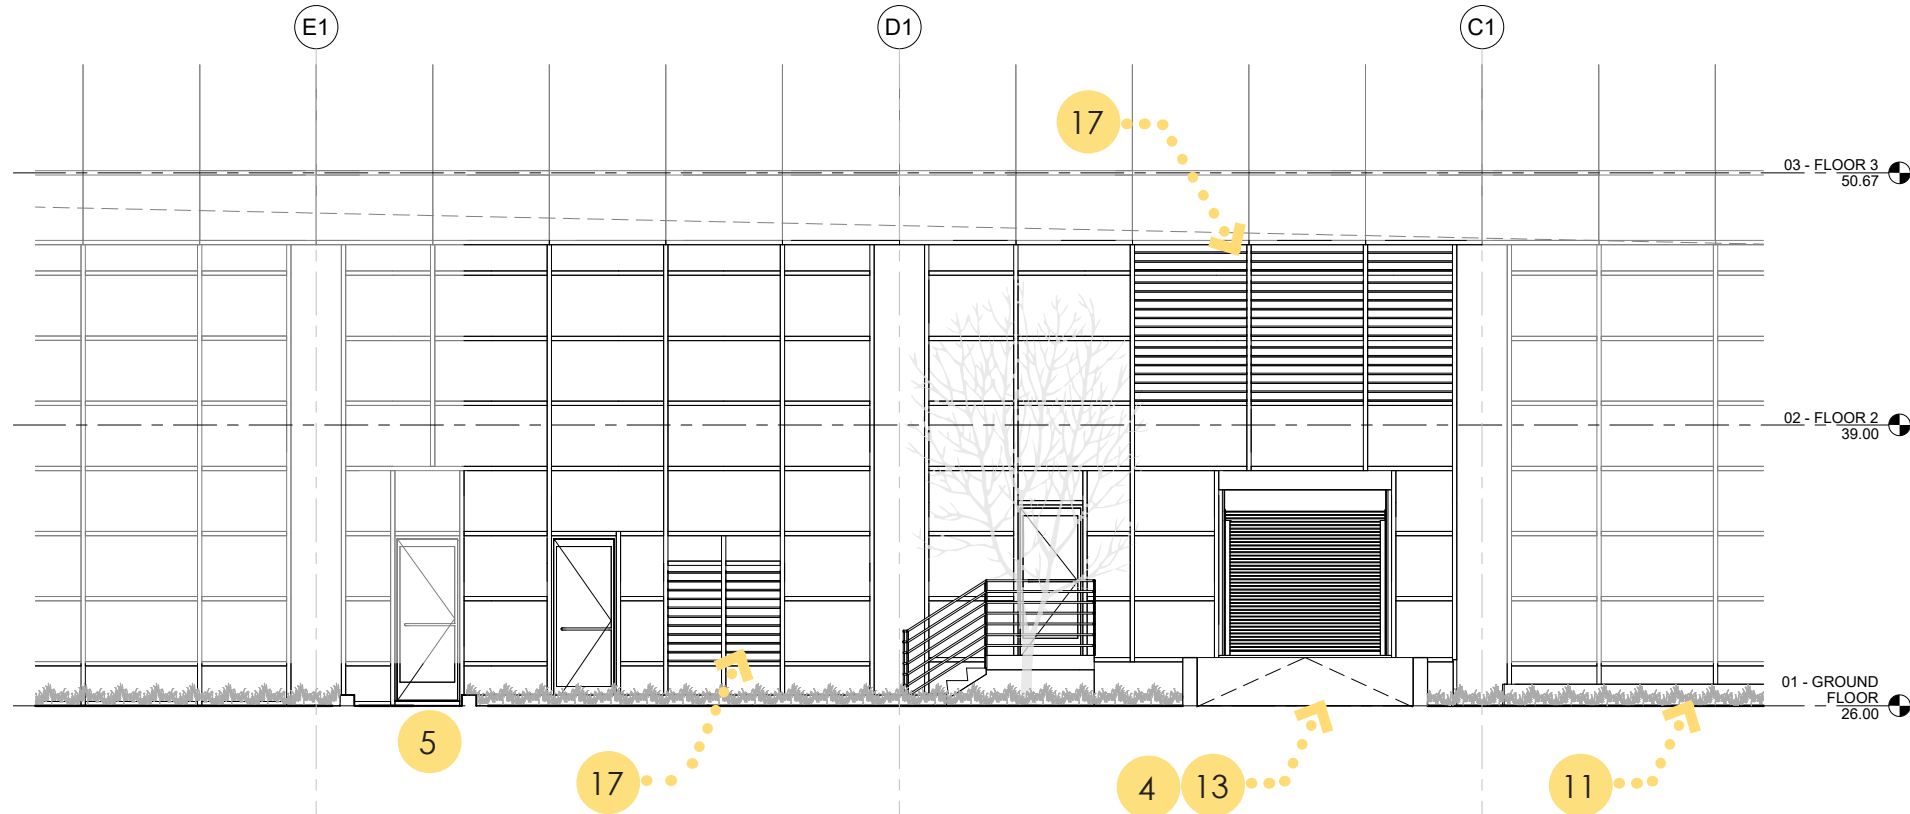 E1
D1
C1
17
03 - FLOOR 3
50.67
02 - FLOOR 2
39.00
01 - GROUND
FLOOR
26.00
5
17
4
13
11